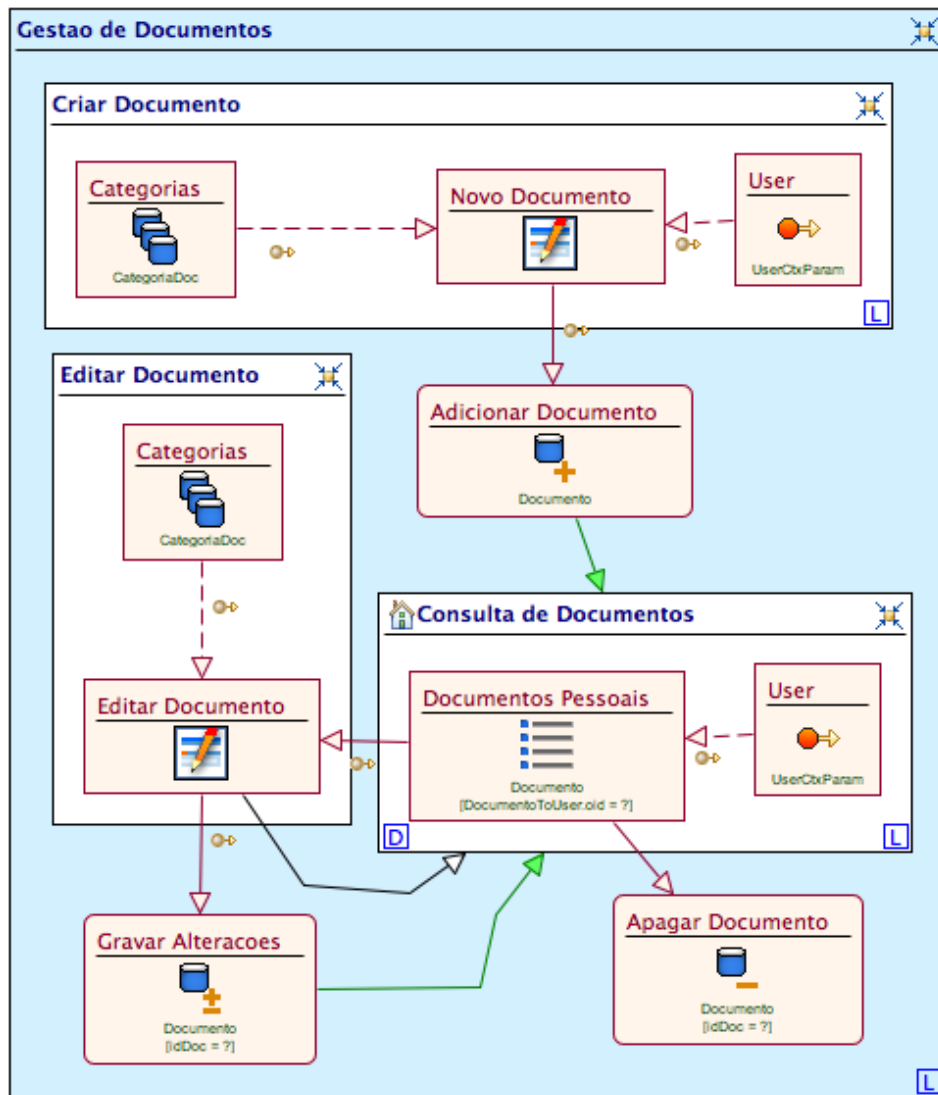 Gestao de Documentos
Criar Documento
Categorias
CategoriaDoc
Novo Documento
User
UserCtxParam
L
Editar Documento
Categorias
CategoriaDoc
Adicionar Documento
Documento
Editar Documento
Consulta de Documentos
Documentos Pessoais
Documento
[DocumentoToUser.oid = ?]
User
UserCtxParam
D
L
Gravar Alteracoes
Documento
[idDoc = ?]
Apagar Documento
Documento
[idDoc = ?]
L